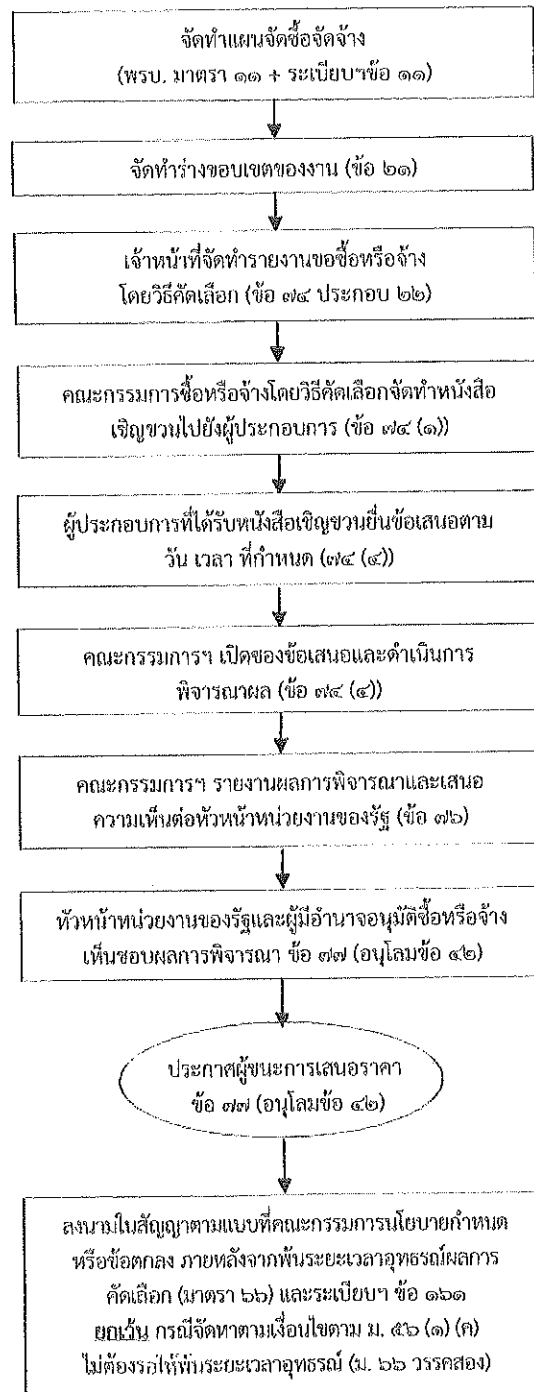 จัดทำแผนจัดซื้อจัดจ้าง
(พรบ. มาตรา ๑๑ + ระเบียบฯข้อ ๑๑)
จัดทำร่างขอบเขตของงาน (ข้อ ๒๑)
เจ้าหน้าที่จัดทำรายงานขอซื้อหรือจ้าง
โดยวิธีคัดเลือก (ข้อ ๗๔ ประกอบ ๒๒)
คณะกรรมการซื้อหรือจ้างโดยวิธีคัดเลือกจัดทำหนังสือ
เชิญชวนไปยังผู้ประกอบการ (ข้อ ๗๔ (๑))
ผู้ประกอบการที่ได้รับหนังสือเชิญชวนยื่นข้อเสนอตาม
วัน เวลา ที่กำหนด (๗๔ (๔))
คณะกรรมการฯ เปิดซองข้อเสนอและดำเนินการ
พิจารณาผล (ข้อ ๗๔ (๔))
คณะกรรมการฯ รายงานผลการพิจารณาและเสนอ
ความเห็นต่อหัวหน้าหน่วยงานของรัฐ (ข้อ ๗๖)
หัวหน้าหน่วยงานของรัฐและผู้มีอำนาจอนุมัติซื้อหรือจ้าง
เห็นชอบผลการพิจารณา ข้อ ๗๗ (อนุโลมข้อ ๔๒)
ประกาศผู้ชนะการเสนอราคา
ข้อ ๗๗ (อนุโลมข้อ ๔๒)
ลงนามในสัญญาตามแบบที่คณะกรรมการนโยบายกำหนด
หรือข้อตกลง ภายหลังจากพ้นระยะเวลาอุทธรณ์ผลการ
คัดเลือก (มาตรา ๖๖) และระเบียบฯ ข้อ ๑๖๑
ยกเว้น กรณีจัดหาตามเงื่อนไขตาม ม. ๕๖ (๑) (ค)
ไม่ต้องรอให้พ้นระยะเวลาอุทธรณ์ (ม. ๖๖ วรรคสอง)